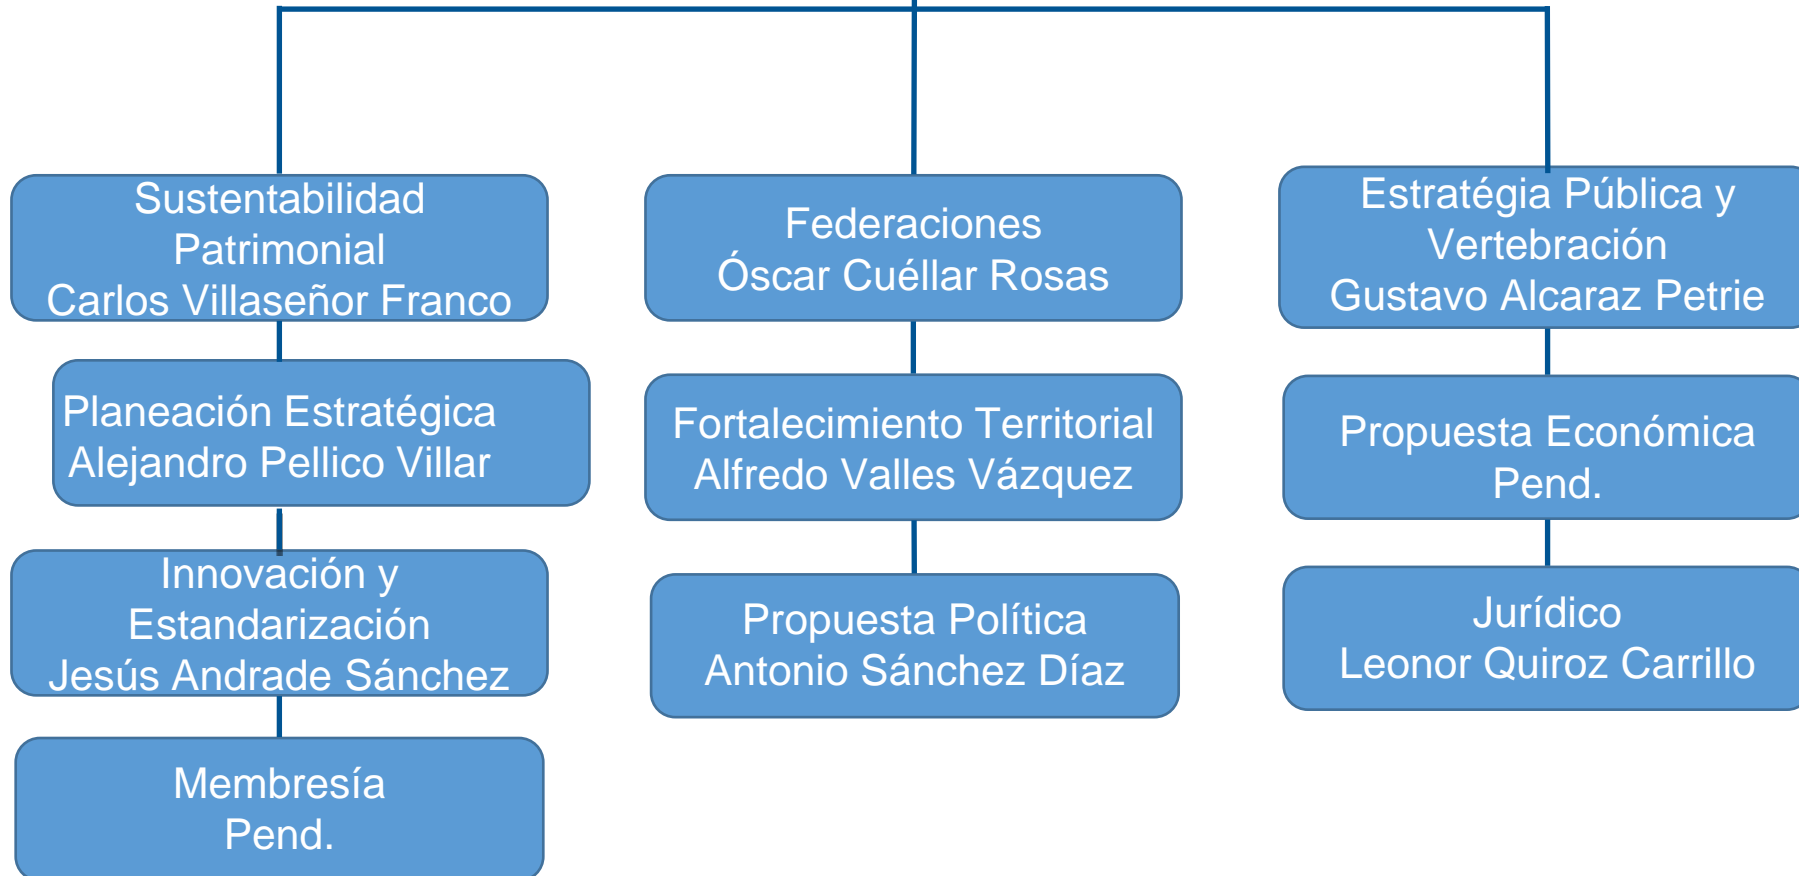 Sustentabilidad
Patrimonial
Carlos Villaseñor Franco
Planeación Estratégica
Alejandro Pellico Villar
Innovación y
Estandarización
Jesús Andrade Sánchez
Membresía
Pend.
Federaciones
Óscar Cuéllar Rosas
Fortalecimiento Territorial
Alfredo Valles Vázquez
Propuesta Política
Antonio Sánchez Díaz
Estratégia Pública y
Vertebración
Gustavo Alcaraz Petrie
Propuesta Económica
Pend.
Jurídico
Leonor Quiroz Carrillo